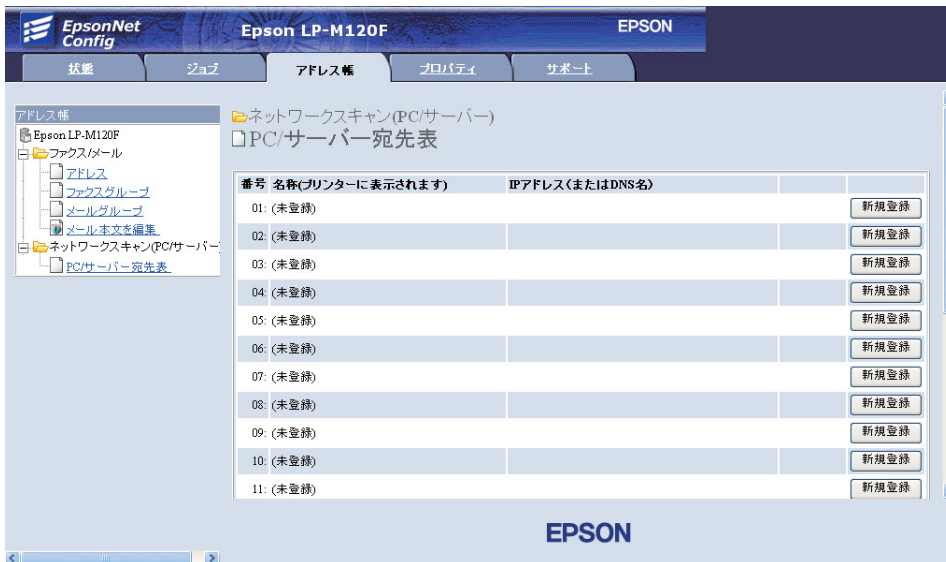 EpsonNet Config
Epson LP-M120F
EPSON
状態
ジョブ
アドレス帳
プロパティ
サポート
アドレス帳
Epson LP-M120F
ファクス/メール
アドレス
ファクスグループ
メールグループ
メール本文を編集
ネットワークスキャン(PC/サーバー
PC/サーバー宛先表
ネットワークスキャン(PC/サーバー)
PC/サーバー宛先表
番号 名称(プリンターに表示されます) IPアドレス(またはDNS名)
01: (未登録) 新規登録
02: (未登録) 新規登録
03: (未登録) 新規登録
04: (未登録) 新規登録
05: (未登録) 新規登録
06: (未登録) 新規登録
07: (未登録) 新規登録
08: (未登録) 新規登録
09: (未登録) 新規登録
10: (未登録) 新規登録
11: (未登録) 新規登録
EPSON